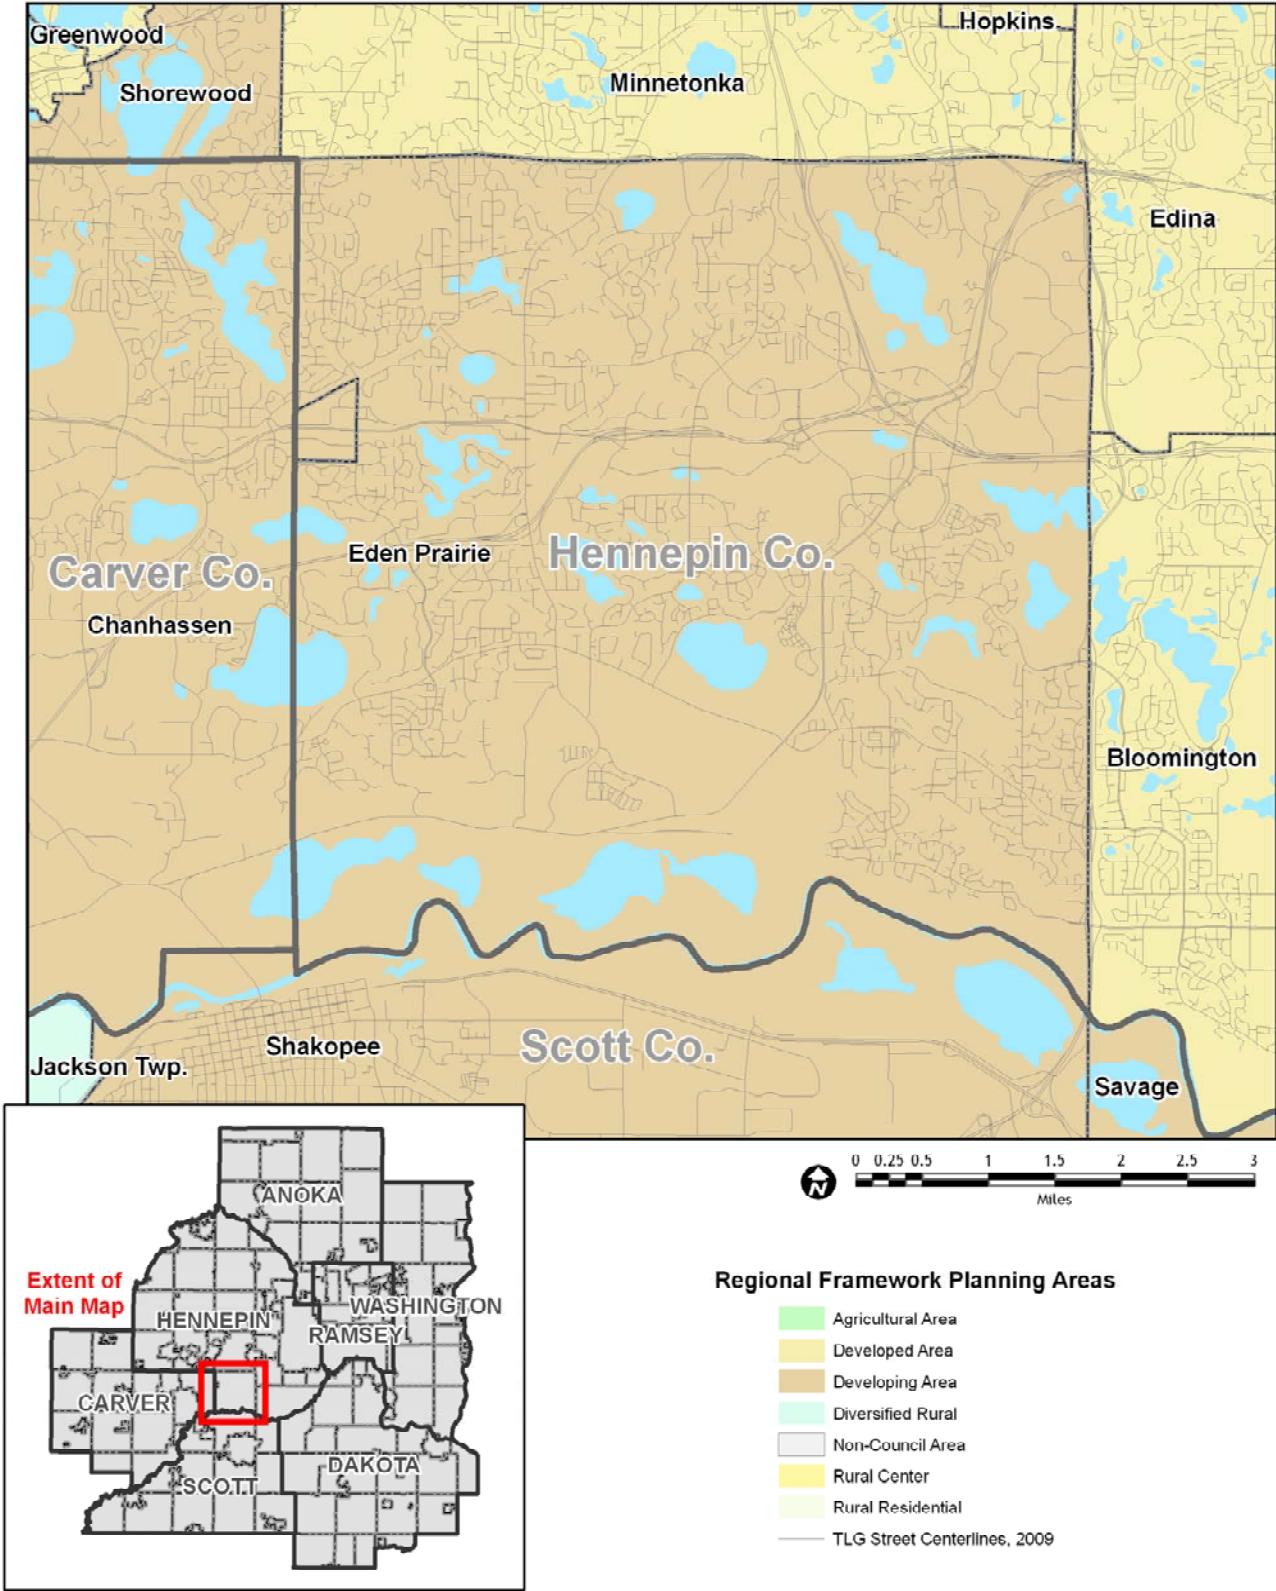 Greenwood
Hopkins
Minnetonka
Shorewood
Edina
Eden Prairie
Hennepin Co.
Carver Co.
Chanhassen
Bloomington
Shakopee
Scott Co.
Jackson Twp.
Savage
0 0.25 0.5 1 1.5 2 2.5 3
Miles
N
ANOKA
Extent of
Main Map
HENNEPIN
WASHINGTON
RAMSEY
CARVER
DAKOTA
SCOTT
Regional Framework Planning Areas
Agricultural Area
Developed Area
Developing Area
Diversified Rural
Non-Council Area
Rural Center
Rural Residential
TLG Street Centerlines, 2009